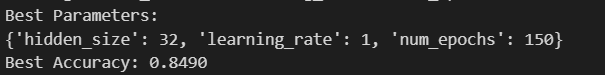 Best Parameters:
{'hidden_size': 32, 'learning_rate': 1, 'num_epochs': 150}
Best Accuracy: 0.8490